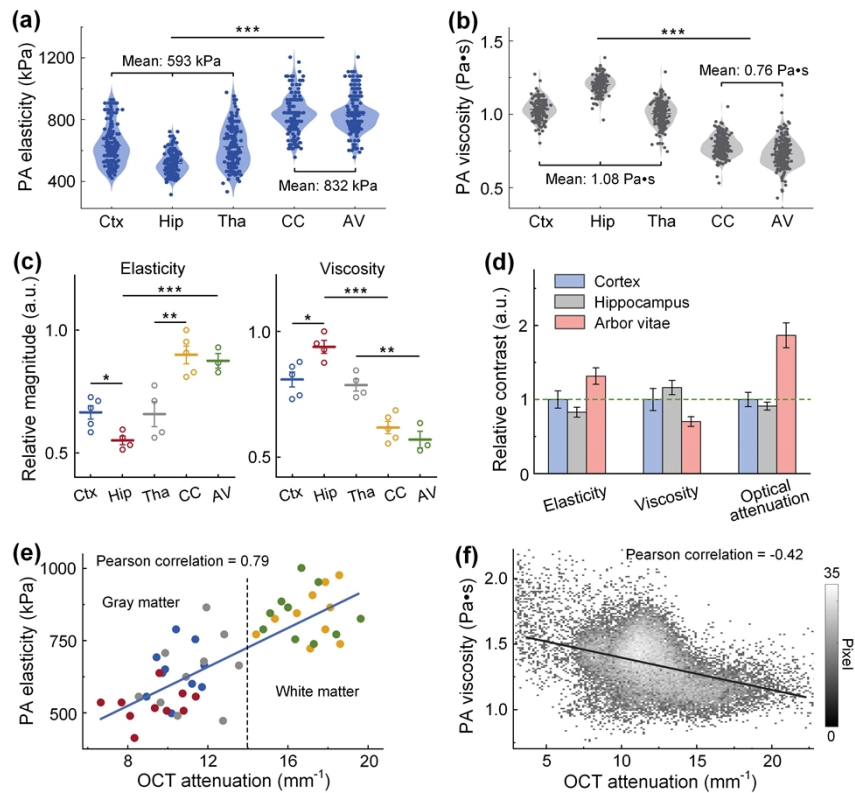 (a)
***
1200
800
400
PA elasticity (kPa)
Mean: 593 kPa
Mean: 832 kPa
Ctx Hip Tha CC AV
(b)
***
1.5
1.0
0.5
PA viscosity (Pa•s)
Mean: 0.76 Pa•s
Mean: 1.08 Pa•s
Ctx Hip Tha CC AV
(c)
Elasticity
***
**
*
1.0
0.5
Relative magnitude (a.u.)
Ctx Hip Tha CC AV
Viscosity
***
*
**
1.0
0.5
Ctx Hip Tha CC AV
(d)
Cortex
Hippocampus
Arbor vitae
2
1
0
Relative contrast (a.u.)
Elasticity
Viscosity
Optical
attenuation
(e)
Pearson correlation = 0.79
Gray matter
White matter
1000
750
500
PA elasticity (kPa)
8 12 16 20
OCT attenuation (mm⁻¹)
(f)
Pearson correlation = -0.42
2.0
1.5
1.0
PA viscosity (Pa•s)
5 10 15 20
OCT attenuation (mm⁻¹)
35
Pixel
0